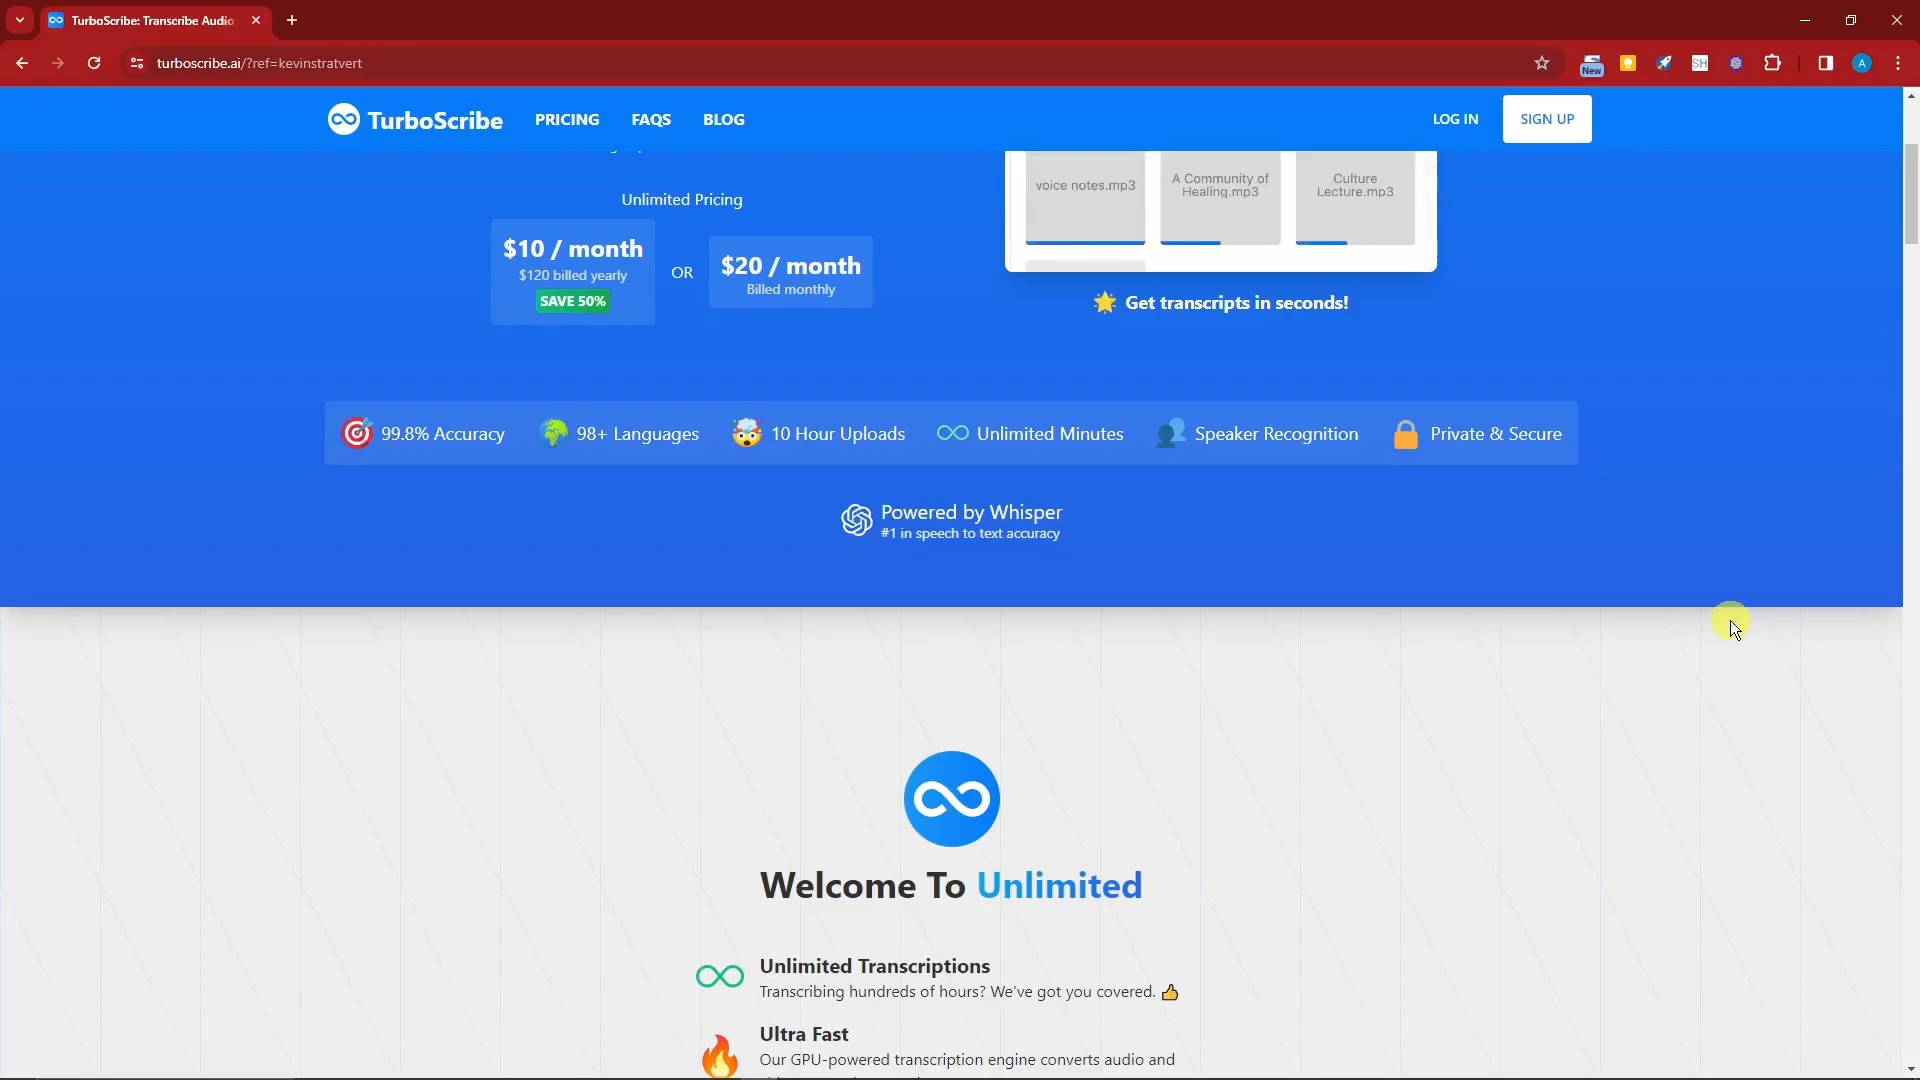 TurboScribe: Transcribe Audio
turboscribe.ai/?ref=kevinstratvert
New
SH
A
TurboScribe
PRICING
FAQS
BLOG
LOG IN
SIGN UP
Unlimited Pricing
$10 / month
$120 billed yearly
SAVE 50%
OR
$20 / month
Billed monthly
voice notes.mp3
A Community of
Healing.mp3
Culture
Lecture.mp3
Get transcripts in seconds!
99.8% Accuracy
98+ Languages
10 Hour Uploads
Unlimited Minutes
Speaker Recognition
Private & Secure
Powered by Whisper
#1 in speech to text accuracy
Welcome To Unlimited
Unlimited Transcriptions
Transcribing hundreds of hours? We've got you covered. 👍
Ultra Fast
Our GPU-powered transcription engine converts audio and